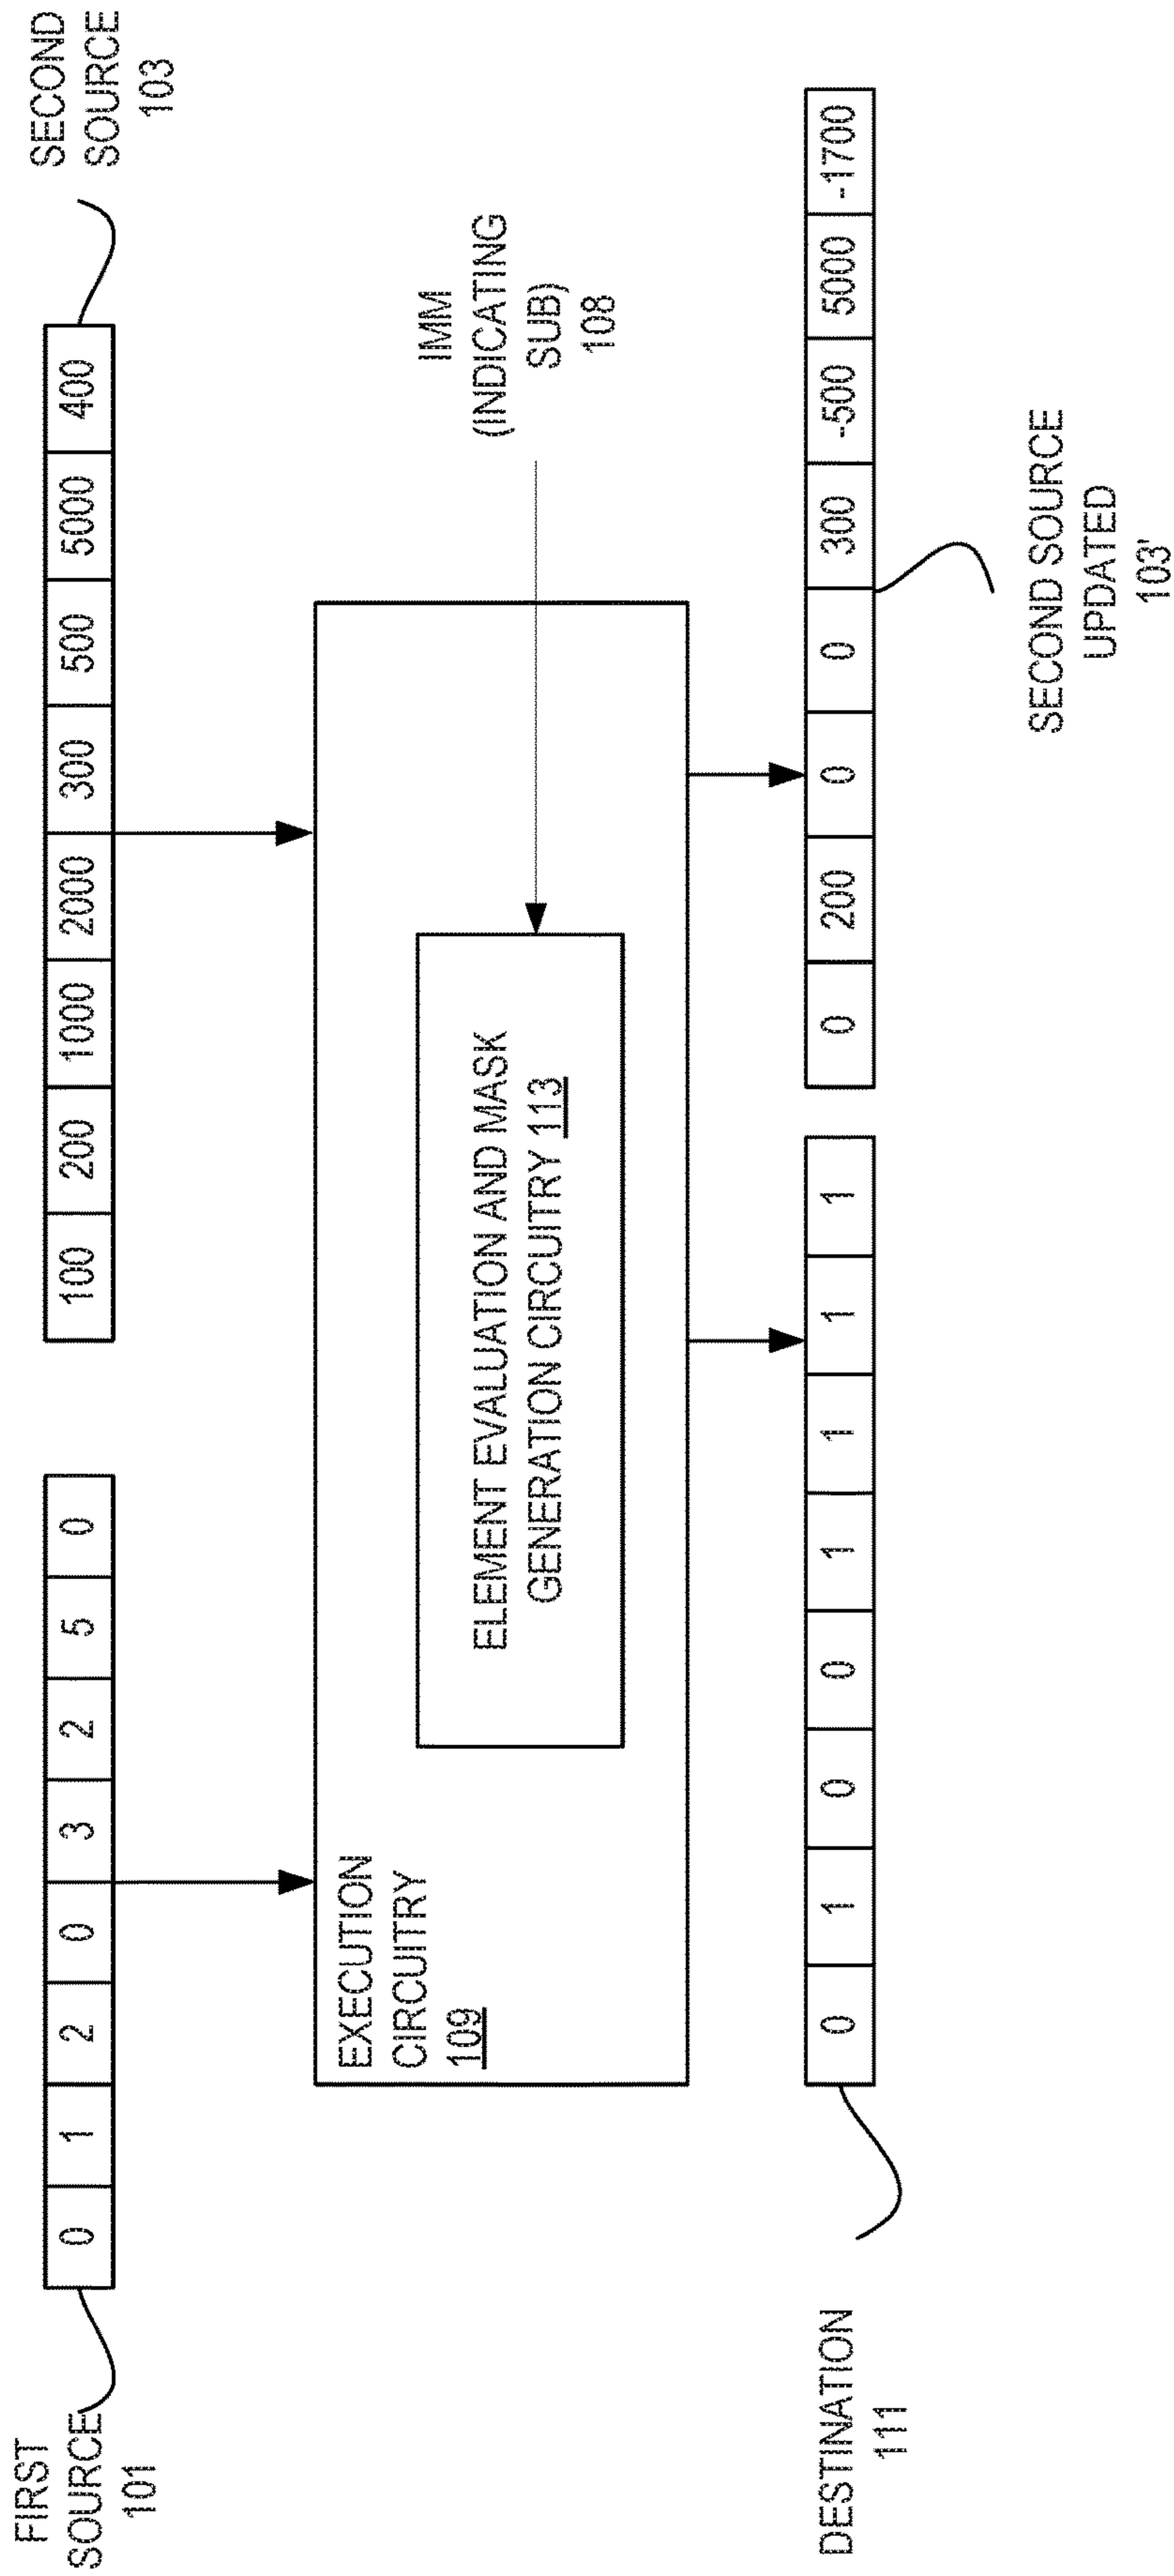 FIRST
SOURCE
101
0 1 2 0 3 2 5 0
100 200 1000 2000 300 500 5000 400
SECOND
SOURCE
103
EXECUTION
CIRCUITRY
109
ELEMENT EVALUATION AND MASK
GENERATION CIRCUITRY 113
IMM
(INDICATING
SUB)
108
DESTINATION
111
0 1 0 0 1 1 1 1
0 200 0 0 300 -500 5000 -1700
SECOND SOURCE
UPDATED
103'